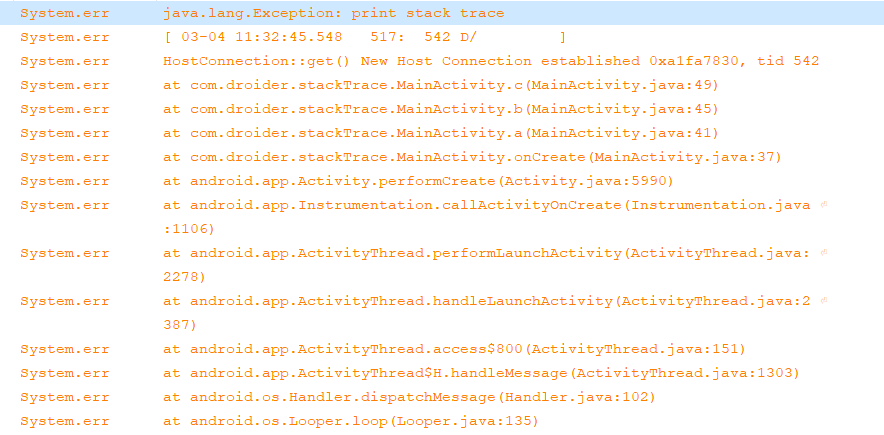 System.err java.lang.Exception: print stack trace
System.err [ 03-04 11:32:45.548 517: 542 D/ ]
System.err HostConnection::get() New Host Connection established 0xa1fa7830, tid 542
System.err at com.droider.stackTrace.MainActivity.c(MainActivity.java:49)
System.err at com.droider.stackTrace.MainActivity.b(MainActivity.java:45)
System.err at com.droider.stackTrace.MainActivity.a(MainActivity.java:41)
System.err at com.droider.stackTrace.MainActivity.onCreate(MainActivity.java:37)
System.err at android.app.Activity.performCreate(Activity.java:5990)
System.err at android.app.Instrumentation.callActivityOnCreate(Instrumentation.java
:1106)
System.err at android.app.ActivityThread.performLaunchActivity(ActivityThread.java:
2278)
System.err at android.app.ActivityThread.handleLaunchActivity(ActivityThread.java:2
387)
System.err at android.app.ActivityThread.access$800(ActivityThread.java:151)
System.err at android.app.ActivityThread$H.handleMessage(ActivityThread.java:1303)
System.err at android.os.Handler.dispatchMessage(Handler.java:102)
System.err at android.os.Looper.loop(Looper.java:135)